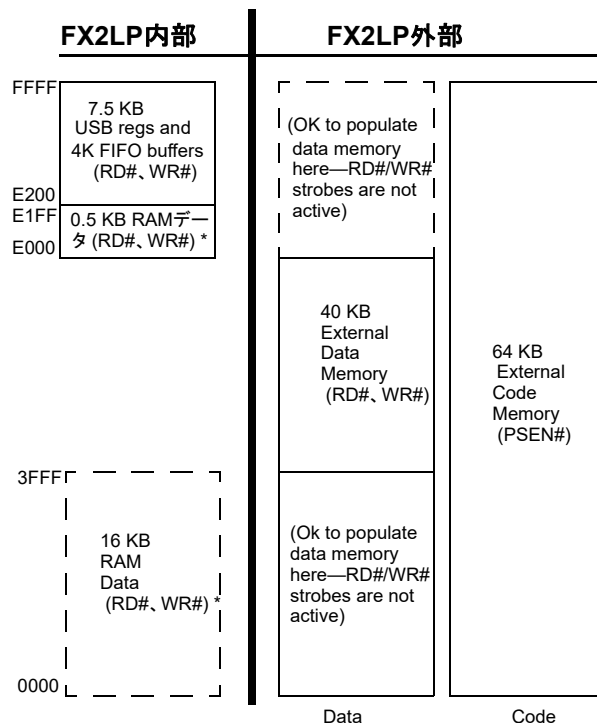 FX2LP内部
FX2LP外部
FFFF
7.5 KB
USB regs and
4K FIFO buffers
(RD#、WR#)
E200
E1FF
0.5 KB RAMデー
タ (RD#、WR#) *
E000
(OK to populate
data memory
here—RD#/WR#
strobes are not
active)
40 KB
External
Data
Memory
(RD#、WR#)
64 KB
External
Code
Memory
(PSEN#)
3FFF
16 KB
RAM
Data
(RD#、WR#) *
(Ok to populate
data memory
here—RD#/WR#
strobes are not
active)
0000
Data
Code